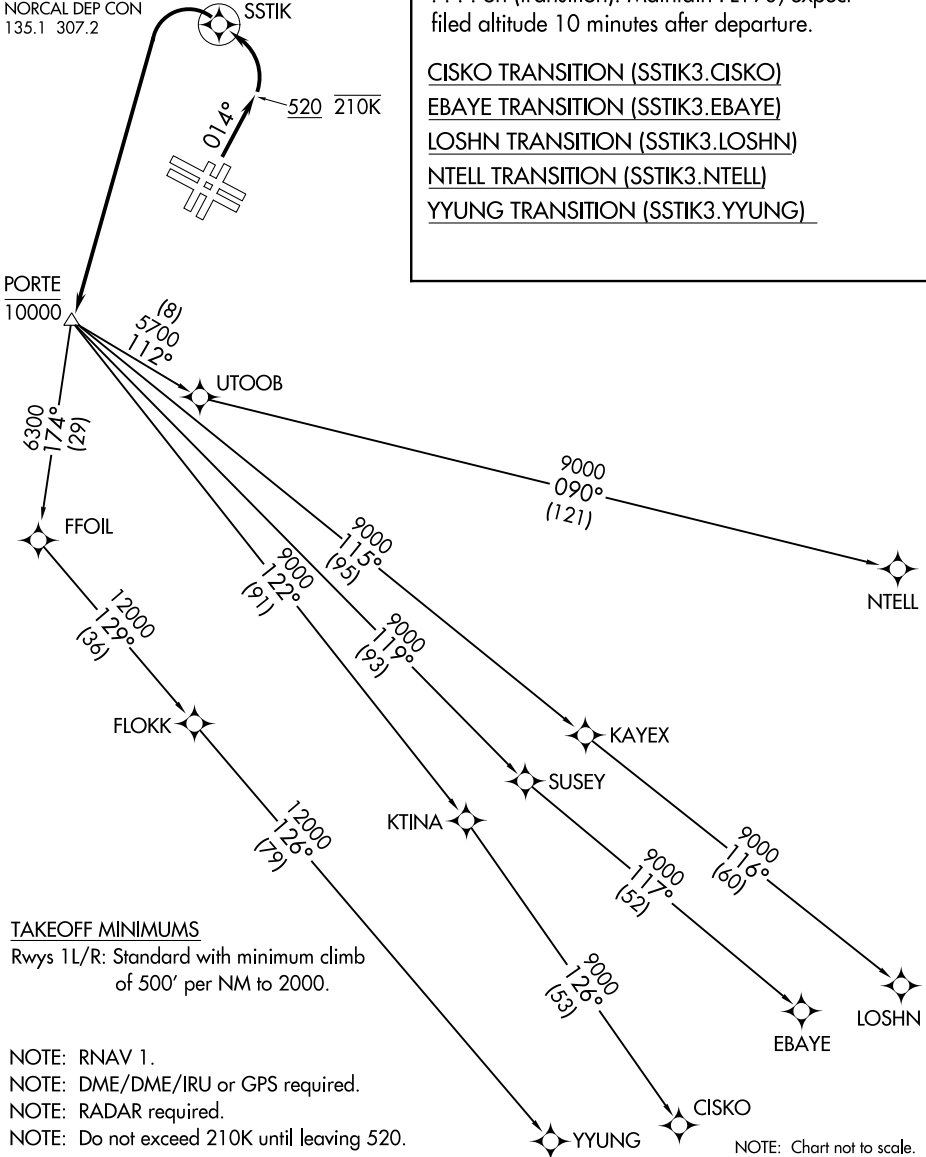 NORCAL DEP CON
135.1 307.2
SSTIK
014°
520 210K
filed altitude 10 minutes after departure.
CISKO TRANSITION (SSTIK3.CISKO)
EBAYE TRANSITION (SSTIK3.EBAYE)
LOSHN TRANSITION (SSTIK3.LOSHN)
NTELL TRANSITION (SSTIK3.NTELL)
YYUNG TRANSITION (SSTIK3.YYUNG)
PORTE
10000
(8)
5700
112°
UTOOB
6300
174°
(29)
9000
090°
(121)
NTELL
FFOIL
9000
115°
(95)
9000
122°
(91)
9000
119°
(93)
12000
129°
(36)
FLOKK
KAYEX
SUSEY
KTINA
12000
126°
(79)
9000
116°
(60)
9000
117°
(52)
9000
126°
(53)
LOSHN
EBAYE
CISKO
YYUNG
TAKEOFF MINIMUMS
Rwys 1L/R: Standard with minimum climb
of 500' per NM to 2000.
NOTE: RNAV 1.
NOTE: DME/DME/IRU or GPS required.
NOTE: RADAR required.
NOTE: Do not exceed 210K until leaving 520.
NOTE: Chart not to scale.